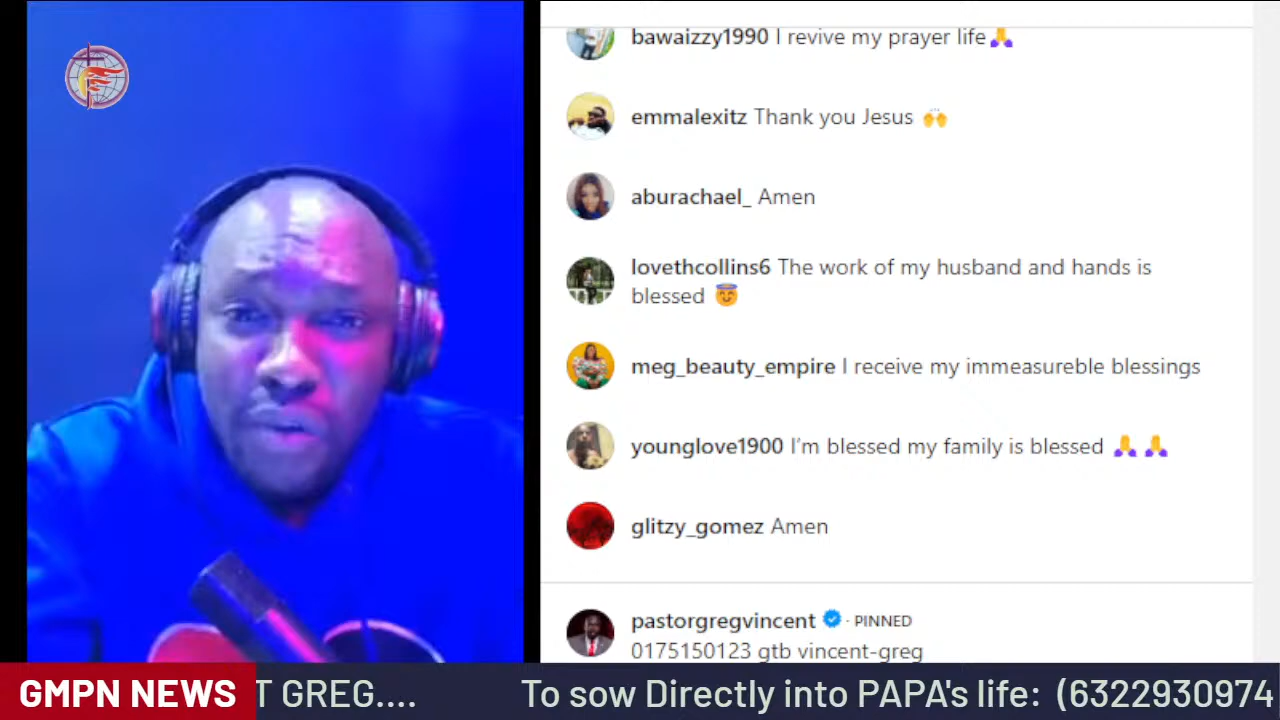 bawaizzy1990 I revive my prayer life🙏
emmalexitz Thank you Jesus 🙌
aburachael_ Amen
lovethcollins6 The work of my husband and hands is
blessed 😇
meg_beauty_empire I receive my immeasureble blessings
younglove1900 I'm blessed my family is blessed 🙏 🙏
glitzy_gomez Amen
pastorgregvincent · PINNED
0175150123 gtb vincent-greg
GMPN NEWS T GREG.... To sow Directly into PAPA's life: (6322930974